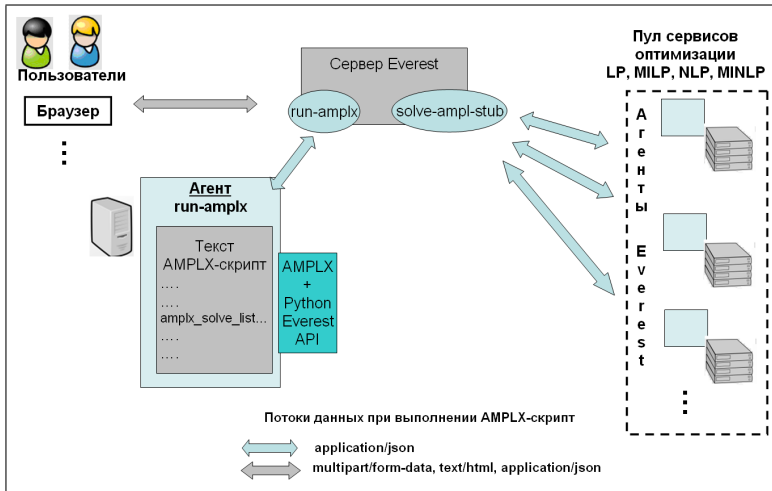 Пользователи
Браузер
Сервер Everest
run-amplx
solve-ampl-stub
Пул сервисов
оптимизации
LP, MILP, NLP, MINLP
Агенты Everest
Агент
run-amplx
Текст
AMPLX-скрипт
....
....
amplx_solve_list...
....
....
AMPLX
+
Python
Everest
API
Потоки данных при выполнении AMPLX-скрипт
application/json
multipart/form-data, text/html, application/json